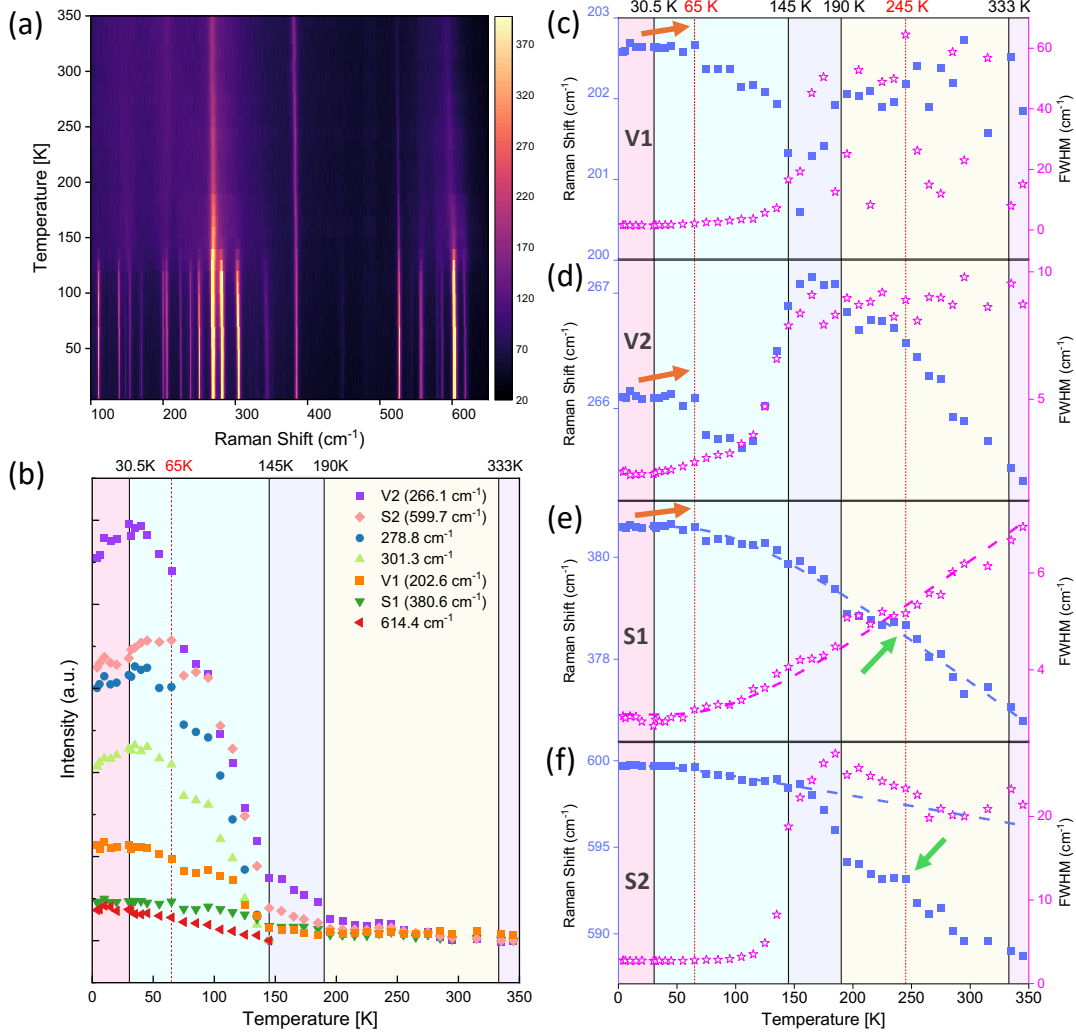 (a)
350
300
250
200
150
100
50
Temperature [K]
100 200 300 400 500 600
Raman Shift (cm-1)
370
320
270
220
170
120
70
20
(b)
30.5K 65K 145K 190K 333K
V2 (266.1 cm-1)
S2 (599.7 cm-1)
278.8 cm-1
301.3 cm-1
V1 (202.6 cm-1)
S1 (380.6 cm-1)
614.4 cm-1
Intensity (a.u.)
0 50 100 150 200 250 300 350
Temperature [K]
30.5 K 65 K 145 K 190 K 245 K 333 K
(c)
203
202
201
200
Raman Shift (cm-1)
V1
60
40
20
0
FWHM (cm-1)
(d)
267
266
Raman Shift (cm-1)
V2
10
5
FWHM (cm-1)
(e)
380
378
Raman Shift (cm-1)
S1
6
4
FWHM (cm-1)
(f)
600
595
590
Raman Shift (cm-1)
S2
20
10
0
FWHM (cm-1)
0 50 100 150 200 250 300 350
Temperature [K]